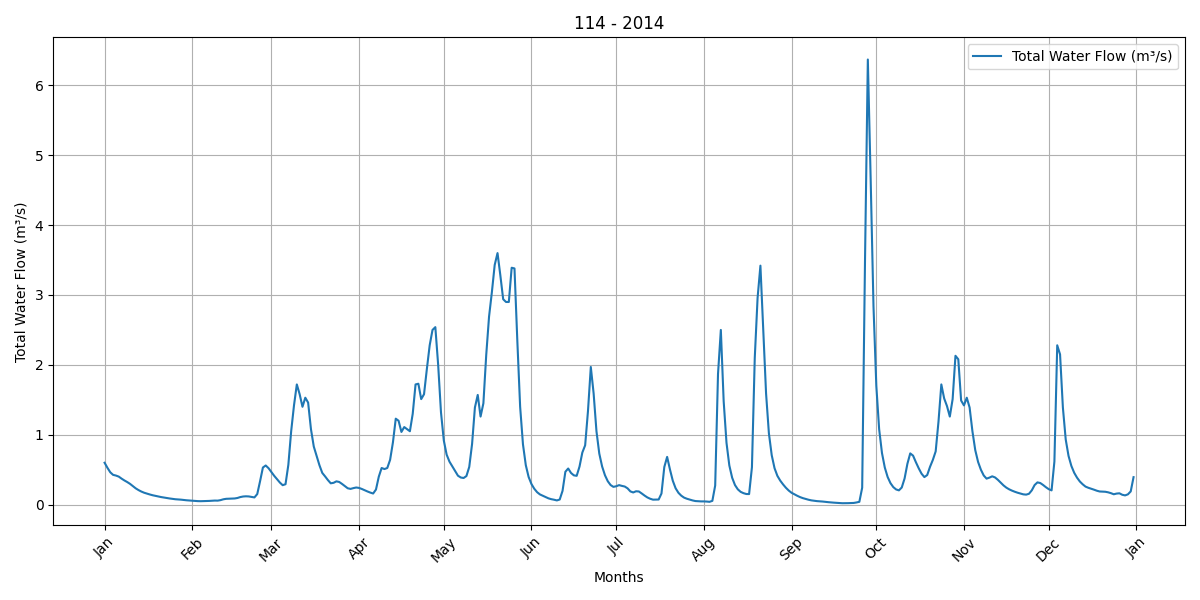 114 - 2014
Total Water Flow (m³/s)
Total Water Flow (m³/s)
6
5
4
3
2
1
0
Jan
Feb
Mar
Apr
May
Jun
Jul
Aug
Sep
Oct
Nov
Dec
Jan
Months